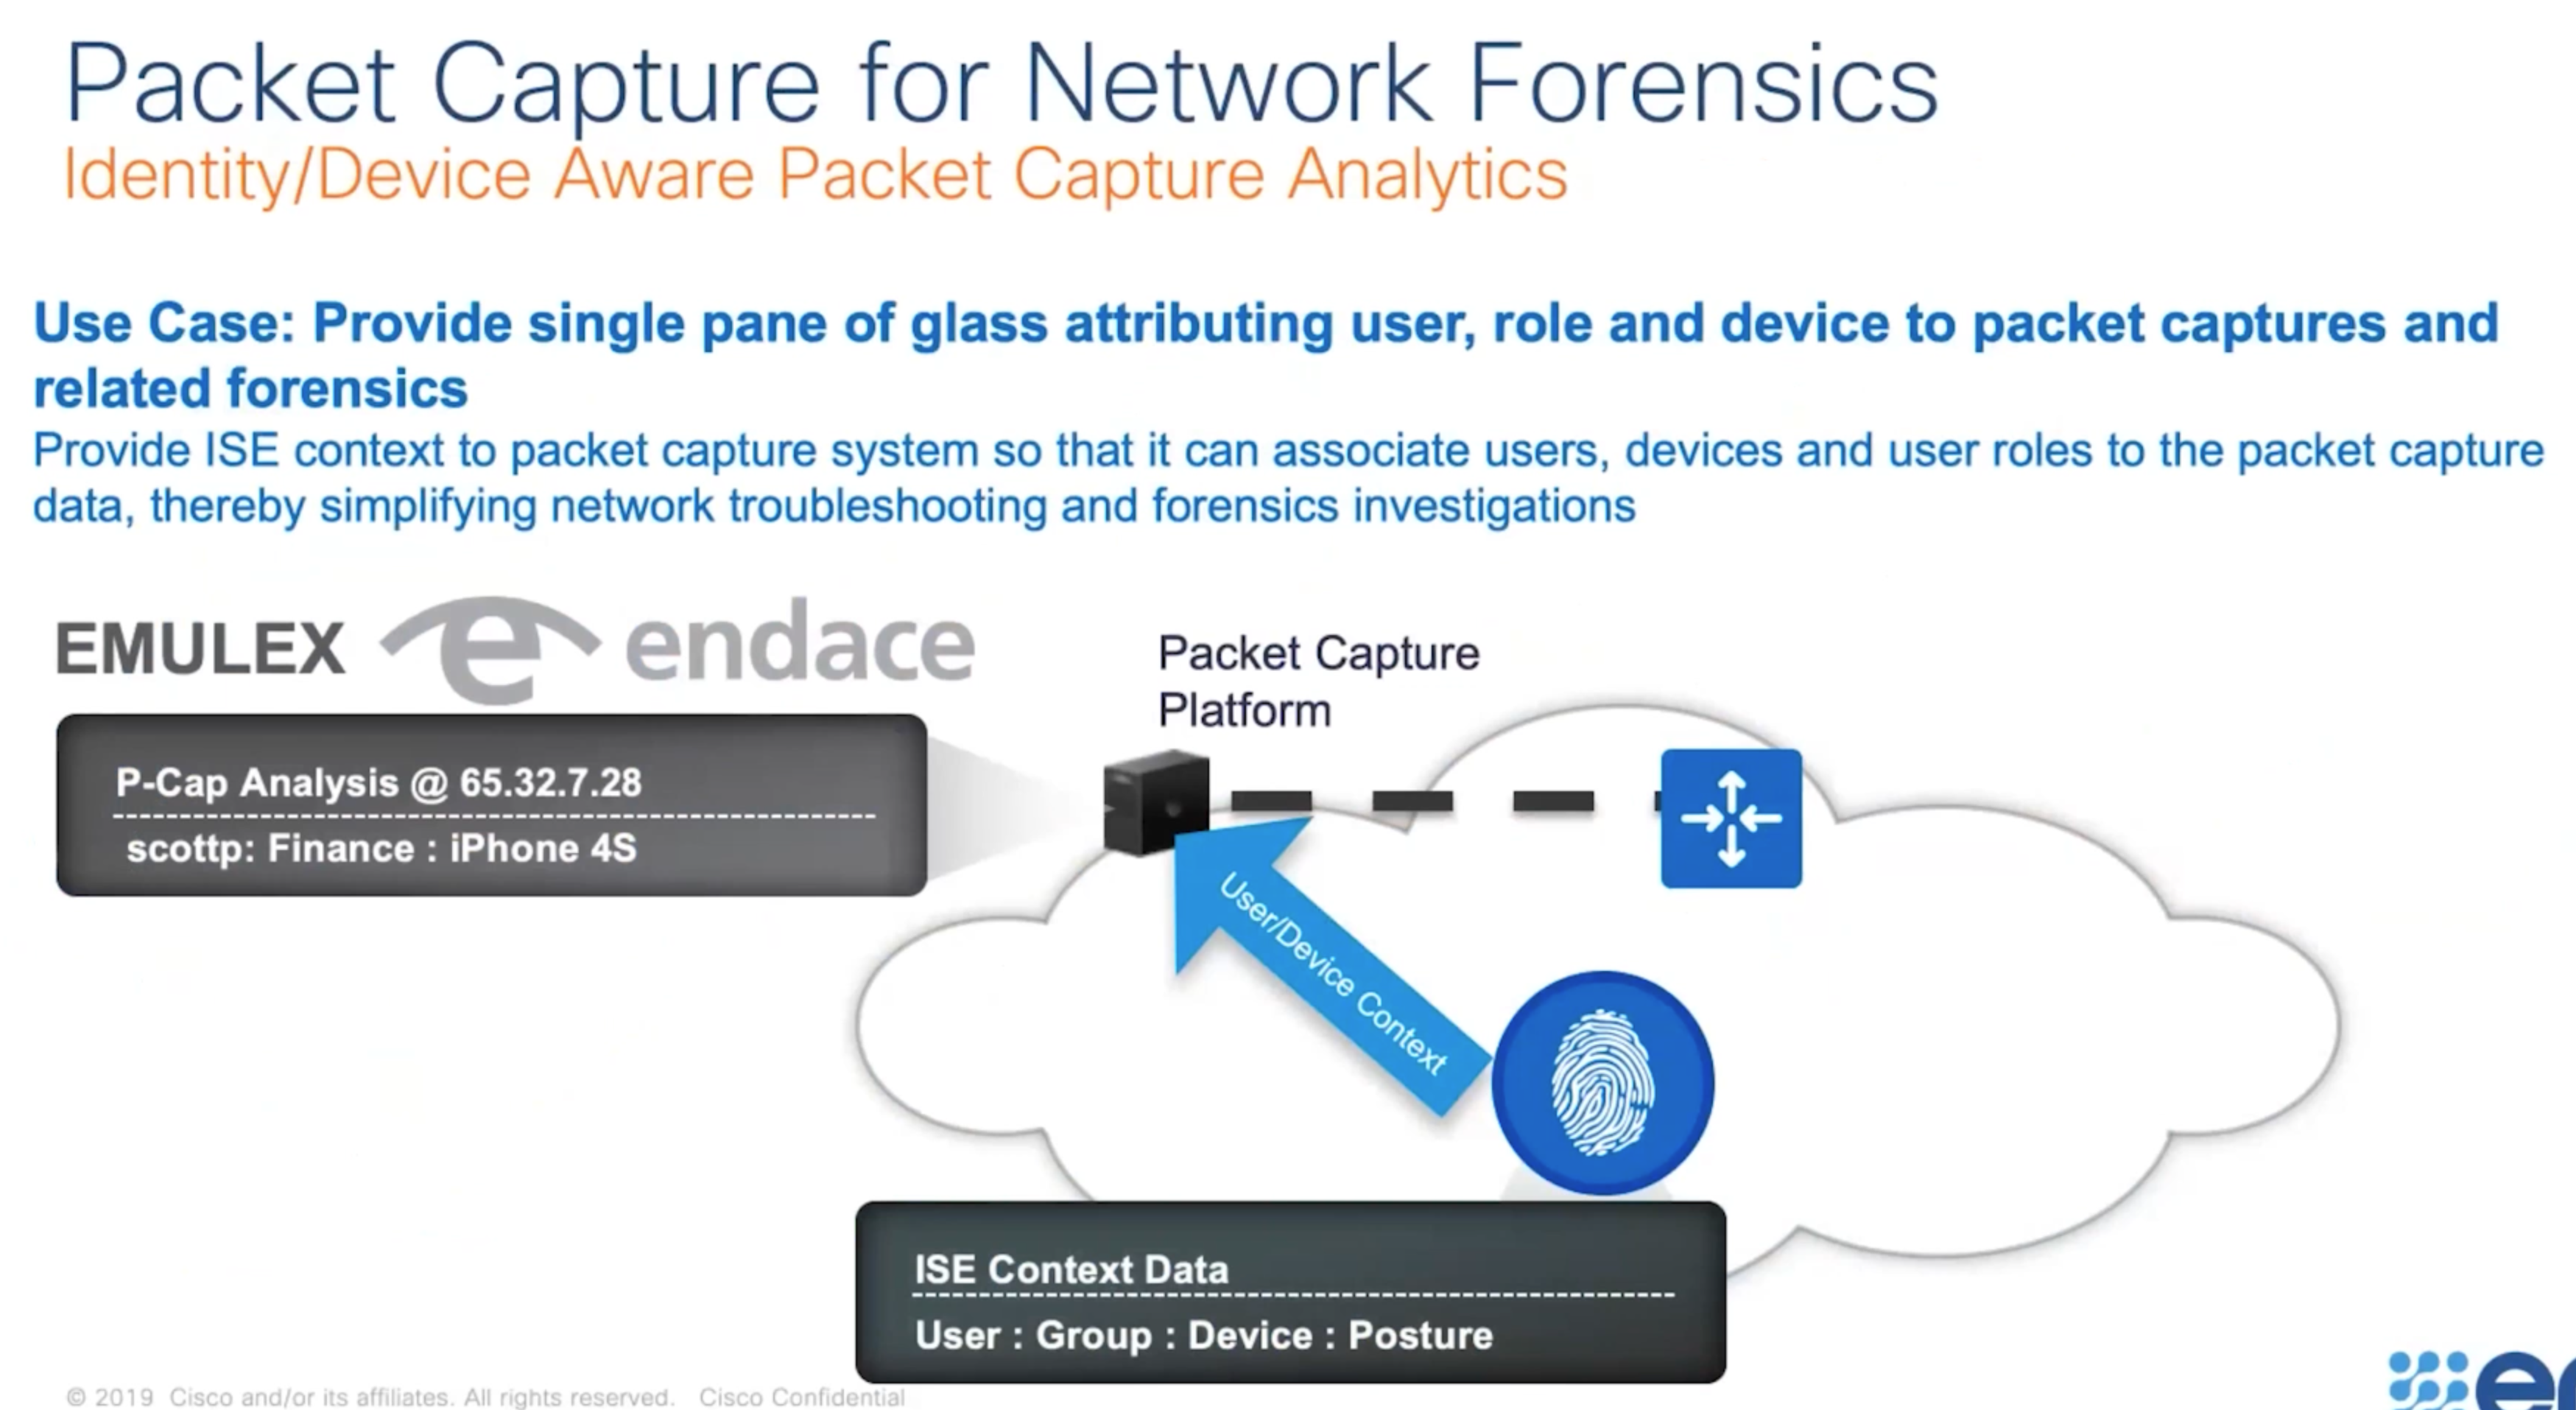 Packet Capture for Network Forensics
Identity/Device Aware Packet Capture Analytics
Use Case: Provide single pane of glass attributing user, role and device to packet captures and
related forensics
Provide ISE context to packet capture system so that it can associate users, devices and user roles to the packet capture
data, thereby simplifying network troubleshooting and forensics investigations
EMULEX e endace
Packet Capture
Platform
P-Cap Analysis @ 65.32.7.28
scottp: Finance : iPhone 4S
User/Device Context
ISE Context Data
User : Group : Device : Posture
© 2019 Cisco and/or its affiliates. All rights reserved. Cisco Confidential